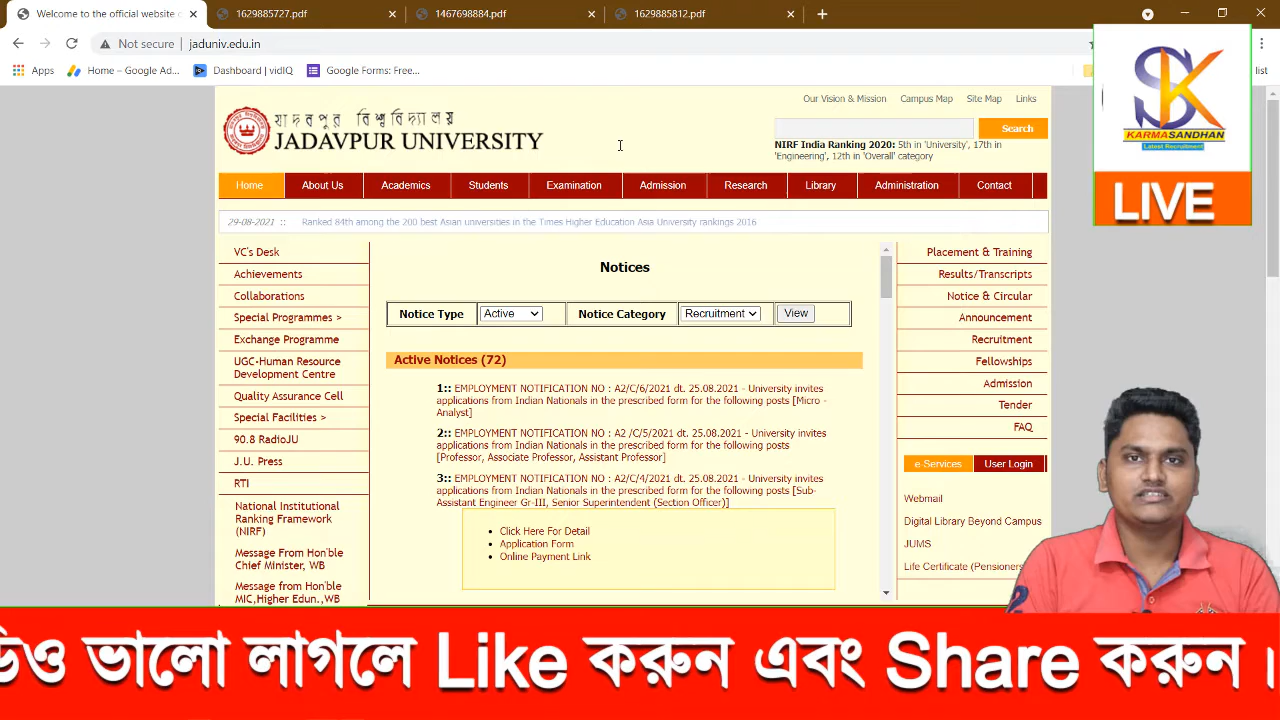 Welcome to the official website o
1629885727.pdf
1467698884.pdf
1629885812.pdf
Not secure | jaduniv.edu.in
Apps
Home – Google Ad...
Dashboard | vidIQ
Google Forms: Free...
list
SK
KARMASANDHAN
Latest Recruitment
LIVE
Our Vision & Mission
Campus Map
Site Map
Links
যাদবপুর বিশ্ববিদ্যালয়
JADAVPUR UNIVERSITY
Search
NIRF India Ranking 2020: 5th in 'University', 17th in
'Engineering', 12th in 'Overall' category
Home
About Us
Academics
Students
Examination
Admission
Research
Library
Administration
Contact
29-08-2021 :: Ranked 84th among the 200 best Asian universities in the Times Higher Education Asia University rankings 2016
VC's Desk
Achievements
Collaborations
Special Programmes >
Exchange Programme
UGC-Human Resource
Development Centre
Quality Assurance Cell
Special Facilities >
90.8 RadioJU
J.U. Press
RTI
National Institutional
Ranking Framework
(NIRF)
Message From Hon'ble
Chief Minister, WB
Message from Hon'ble
MIC,Higher Edun.,WB
Notices
Notice Type
Active
Notice Category
Recruitment
View
Active Notices (72)
1:: EMPLOYMENT NOTIFICATION NO : A2/C/6/2021 dt. 25.08.2021 - University invites
applications from Indian Nationals in the prescribed form for the following posts [Micro -
Analyst]
2:: EMPLOYMENT NOTIFICATION NO : A2 /C/5/2021 dt. 25.08.2021 - University invites
applications from Indian Nationals in the prescribed form for the following posts
[Professor, Associate Professor, Assistant Professor]
3:: EMPLOYMENT NOTIFICATION NO : A2/C/4/2021 dt. 25.08.2021 - University invites
applications from Indian Nationals in the prescribed form for the following posts [Sub-
Assistant Engineer Gr-III, Senior Superintendent (Section Officer)]
Click Here For Detail
Application Form
Online Payment Link
Placement & Training
Results/Transcripts
Notice & Circular
Announcement
Recruitment
Fellowships
Admission
Tender
FAQ
e-Services
User Login
Webmail
Digital Library Beyond Campus
JUMS
Life Certificate (Pensioners
ডিও ভালো লাগলে Like করুন এবং Share করুন।